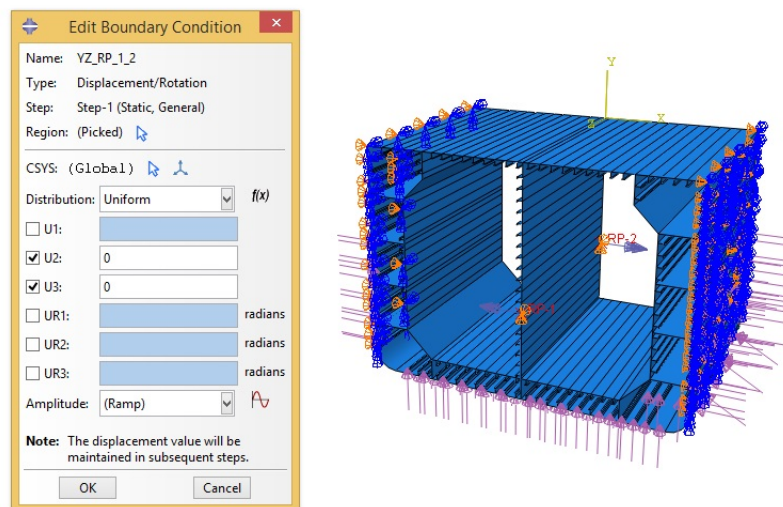 Edit Boundary Condition
Name: YZ_RP_1_2
Type: Displacement/Rotation
Step: Step-1 (Static, General)
Region: (Picked)
CSYS: (Global)
Distribution: Uniform f(x)
U1:
U2: 0
U3: 0
UR1: radians
UR2: radians
UR3: radians
Amplitude: (Ramp)
Note: The displacement value will be
maintained in subsequent steps.
OK Cancel
Y
X
RP-2